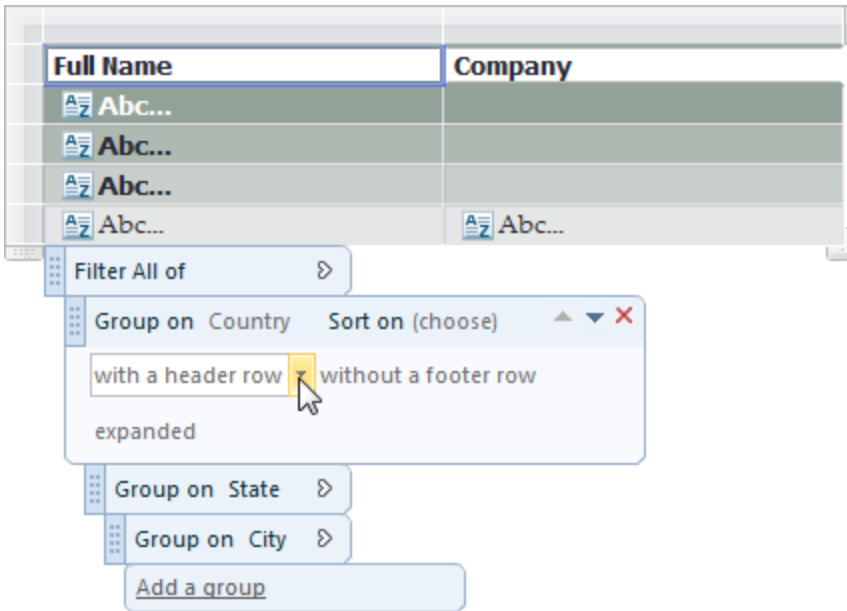 Full Name Company
Abc...
Abc...
Abc...
Abc... Abc...
Filter All of
Group on Country Sort on (choose)
with a header row without a footer row
expanded
Group on State
Group on City
Add a group